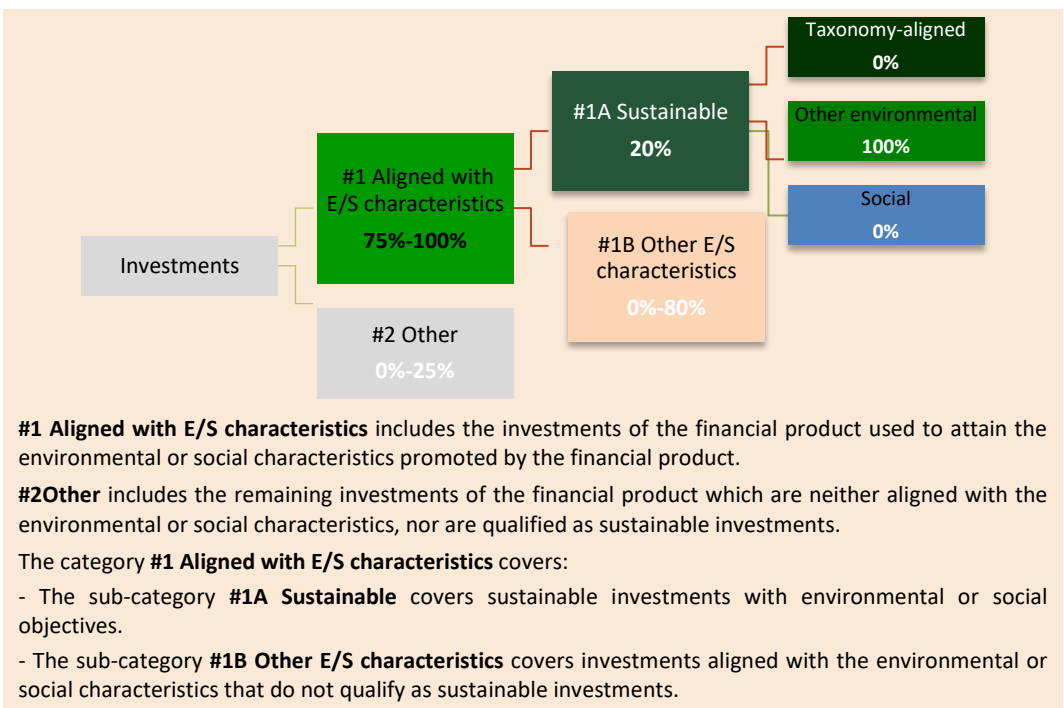 Taxonomy-aligned
0%
#1A Sustainable
20%
Other environmental
100%
#1 Aligned with
E/S characteristics
75%-100%
Social
0%
#1B Other E/S
characteristics
0%-80%
Investments
#2 Other
0%-25%
#1 Aligned with E/S characteristics includes the investments of the financial product used to attain the
environmental or social characteristics promoted by the financial product.
#2Other includes the remaining investments of the financial product which are neither aligned with the
environmental or social characteristics, nor are qualified as sustainable investments.
The category #1 Aligned with E/S characteristics covers:
- The sub-category #1A Sustainable covers sustainable investments with environmental or social
objectives.
- The sub-category #1B Other E/S characteristics covers investments aligned with the environmental or
social characteristics that do not qualify as sustainable investments.